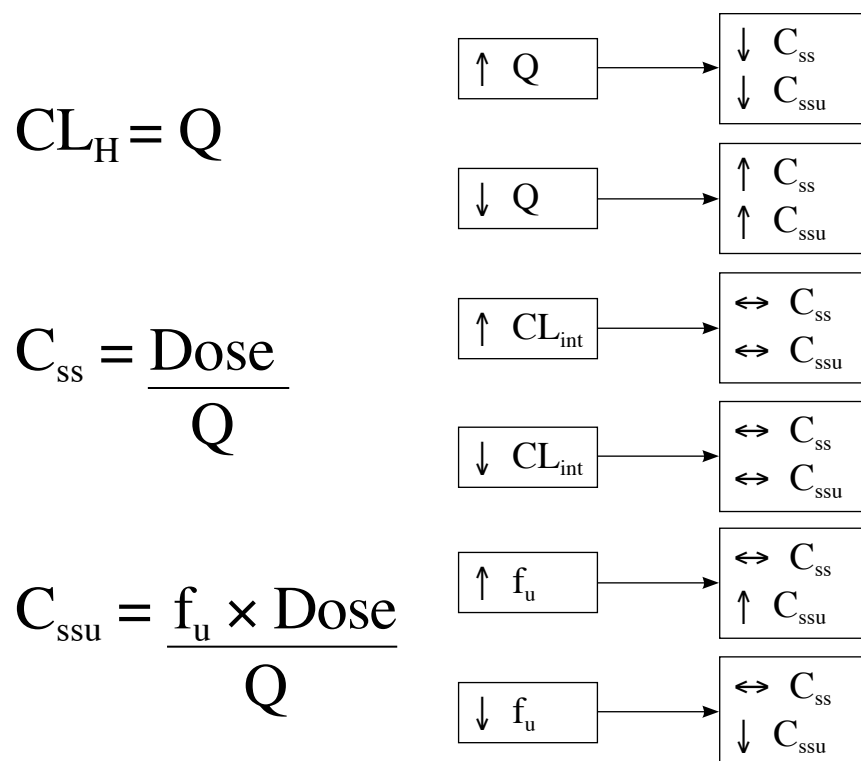 CL_H = Q
C_ss = Dose
Q
C_ssu = f_u × Dose
Q
↑ Q
↓ C_ss
↓ C_ssu
↓ Q
↑ C_ss
↑ C_ssu
↑ CL_int
↔ C_ss
↔ C_ssu
↓ CL_int
↔ C_ss
↔ C_ssu
↑ f_u
↔ C_ss
↑ C_ssu
↓ f_u
↔ C_ss
↓ C_ssu